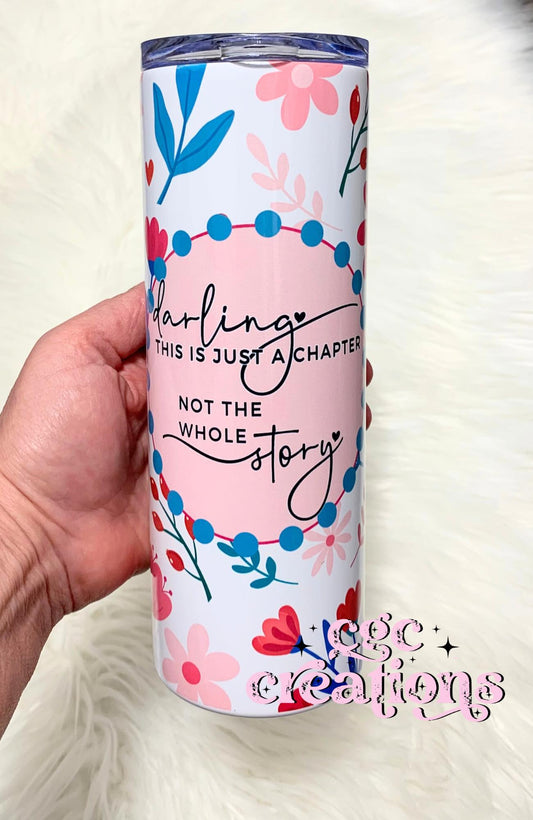 darling
THIS IS JUST A CHAPTER
NOT THE
WHOLE story
cgc
creations